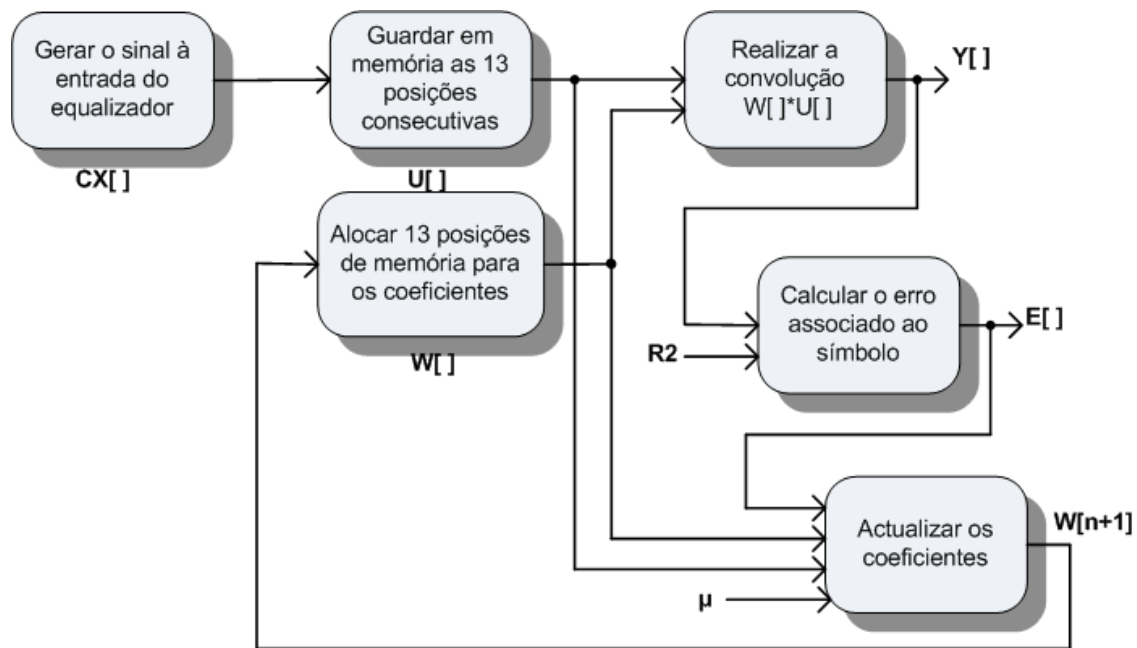 Gerar o sinal à
entrada do
equalizador
CX[ ]
Guardar em
memória as 13
posições
consecutivas
U[ ]
Realizar a
convolução
W[ ]*U[ ]
Y[ ]
Alocar 13 posições
de memória para
os coeficientes
W[ ]
Calcular o erro
associado ao
símbolo
E[ ]
R2
Actualizar os
coeficientes
W[n+1]
μ